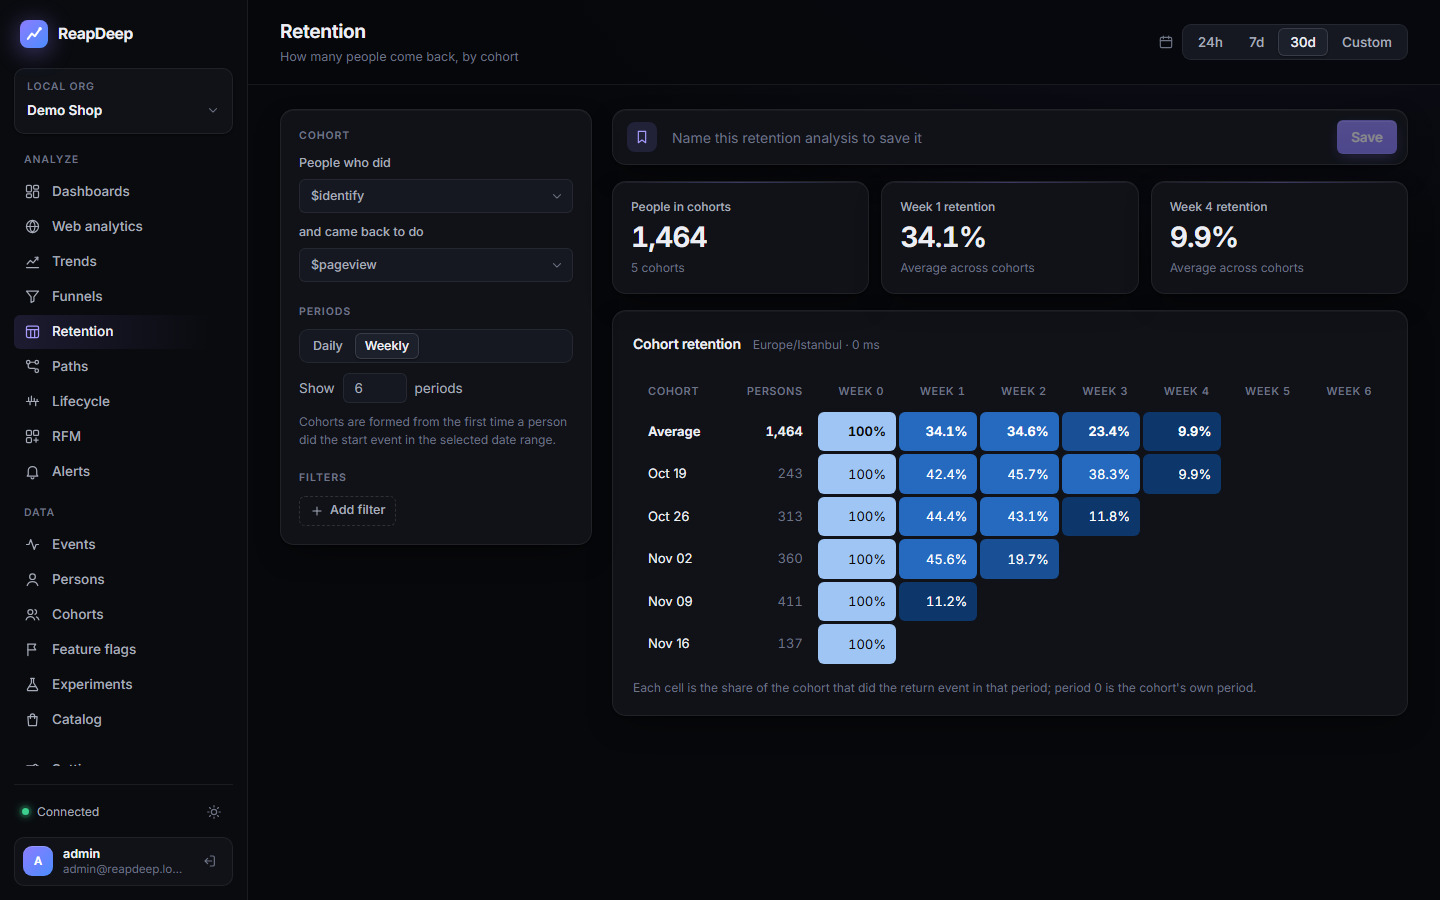 ReapDeep
LOCAL ORG
Demo Shop
ANALYZE
Dashboards
Web analytics
Trends
Funnels
Retention
Paths
Lifecycle
RFM
Alerts
DATA
Events
Persons
Cohorts
Feature flags
Experiments
Catalog
Connected
A
admin
admin@reapdeep.lo...
Retention
How many people come back, by cohort
24h 7d 30d Custom
COHORT
People who did
$identify
and came back to do
$pageview
PERIODS
Daily Weekly
Show 6 periods
Cohorts are formed from the first time a person
did the start event in the selected date range.
FILTERS
+ Add filter
Name this retention analysis to save it
Save
People in cohorts
1,464
5 cohorts
Week 1 retention
34.1%
Average across cohorts
Week 4 retention
9.9%
Average across cohorts
Cohort retention Europe/Istanbul · 0 ms
COHORT PERSONS WEEK 0 WEEK 1 WEEK 2 WEEK 3 WEEK 4 WEEK 5 WEEK 6
Average 1,464 100% 34.1% 34.6% 23.4% 9.9%
Oct 19 243 100% 42.4% 45.7% 38.3% 9.9%
Oct 26 313 100% 44.4% 43.1% 11.8%
Nov 02 360 100% 45.6% 19.7%
Nov 09 411 100% 11.2%
Nov 16 137 100%
Each cell is the share of the cohort that did the return event in that period; period 0 is the cohort's own period.